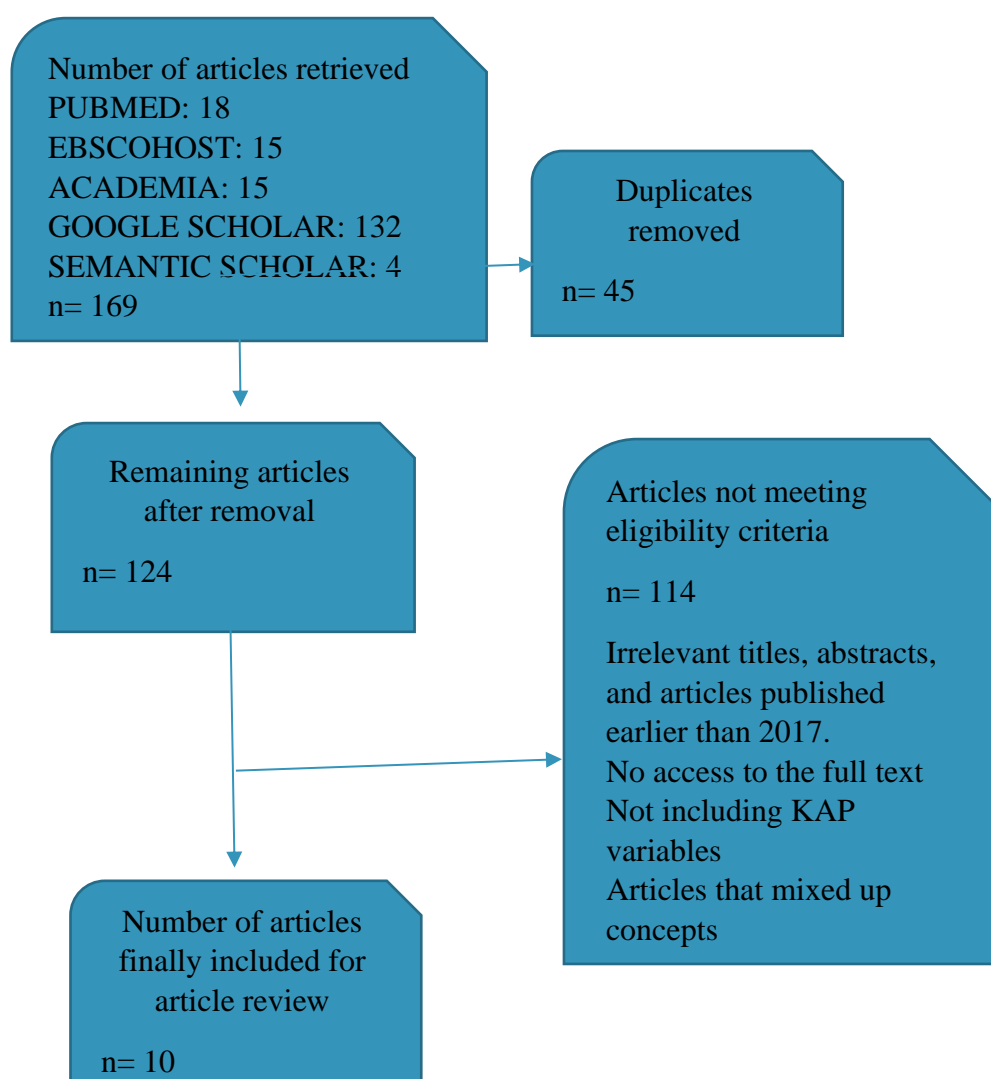 Number of articles retrieved
PUBMED: 18
EBSCOHOST: 15
ACADEMIA: 15
GOOGLE SCHOLAR: 132
SEMANTIC SCHOLAR: 4
n= 169
Duplicates
removed
n= 45
Remaining articles
after removal
n= 124
Articles not meeting
eligibility criteria
n= 114
Irrelevant titles, abstracts,
and articles published
earlier than 2017.
No access to the full text
Not including KAP
variables
Articles that mixed up
concepts
Number of articles
finally included for
article review
n= 10